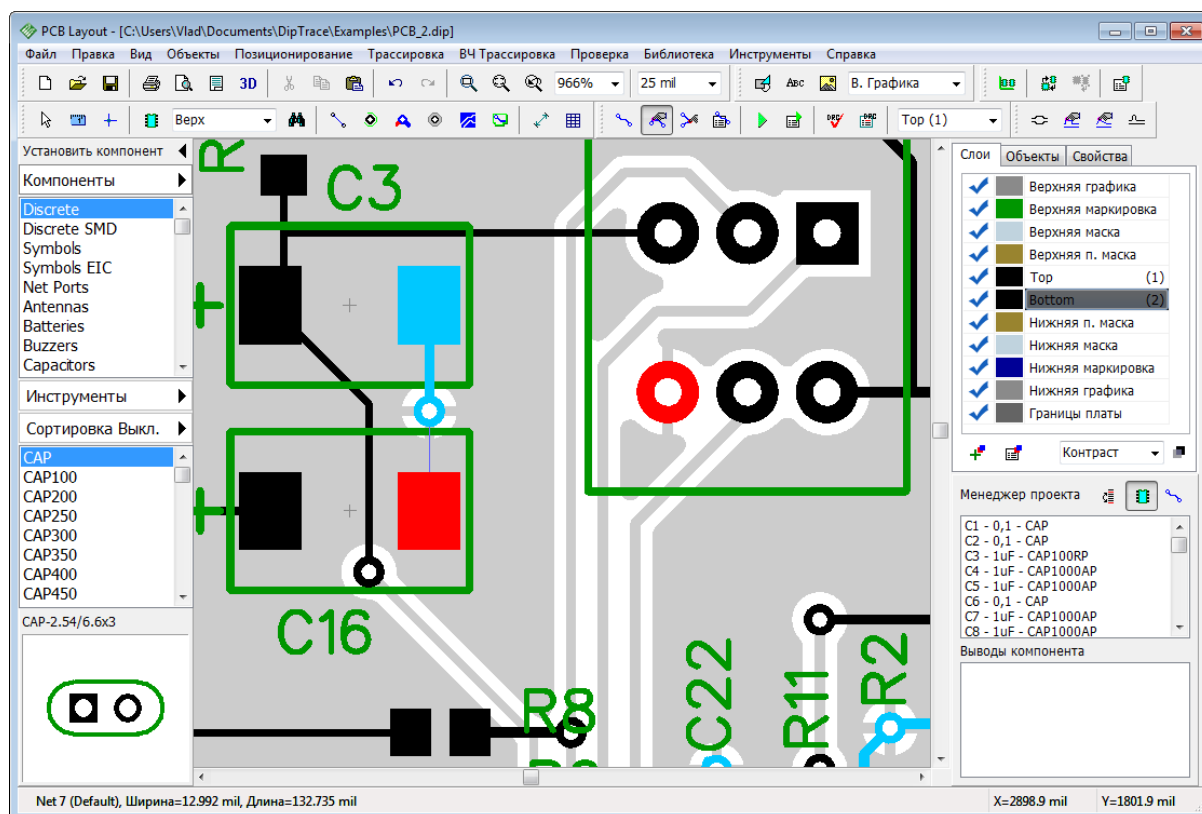 PCB Layout - [C:\Users\Vlad\Documents\DipTrace\Examples\PCB_2.dip]
Файл Правка Вид Объекты Позиционирование Трассировка ВЧ Трассировка Проверка Библиотека Инструменты Справка
3D 966% 25 mil ABC В. Графика
Верх DRC DRC Top (1)
Установить компонент
Компоненты
Discrete
Discrete SMD
Symbols
Symbols EIC
Net Ports
Antennas
Batteries
Buzzers
Capacitors
Инструменты
Сортировка Выкл.
CAP
CAP100
CAP200
CAP250
CAP300
CAP350
CAP400
CAP450
CAP-2.54/6.6x3
R
C3
+
+
C16
R8
C22
R11
R2
Слои Объекты Свойства
Верхняя графика
Верхняя маркировка
Верхняя маска
Верхняя п. маска
Top (1)
Bottom (2)
Нижняя п. маска
Нижняя маска
Нижняя маркировка
Нижняя графика
Границы платы
Контраст
Менеджер проекта
C1 - 0,1 - CAP
C2 - 0,1 - CAP
C3 - 1uF - CAP100RP
C4 - 1uF - CAP1000AP
C5 - 1uF - CAP1000AP
C6 - 0,1 - CAP
C7 - 1uF - CAP1000AP
C8 - 1uF - CAP1000AP
Выводы компонента
Net 7 (Default), Ширина=12.992 mil, Длина=132.735 mil X=2898.9 mil Y=1801.9 mil